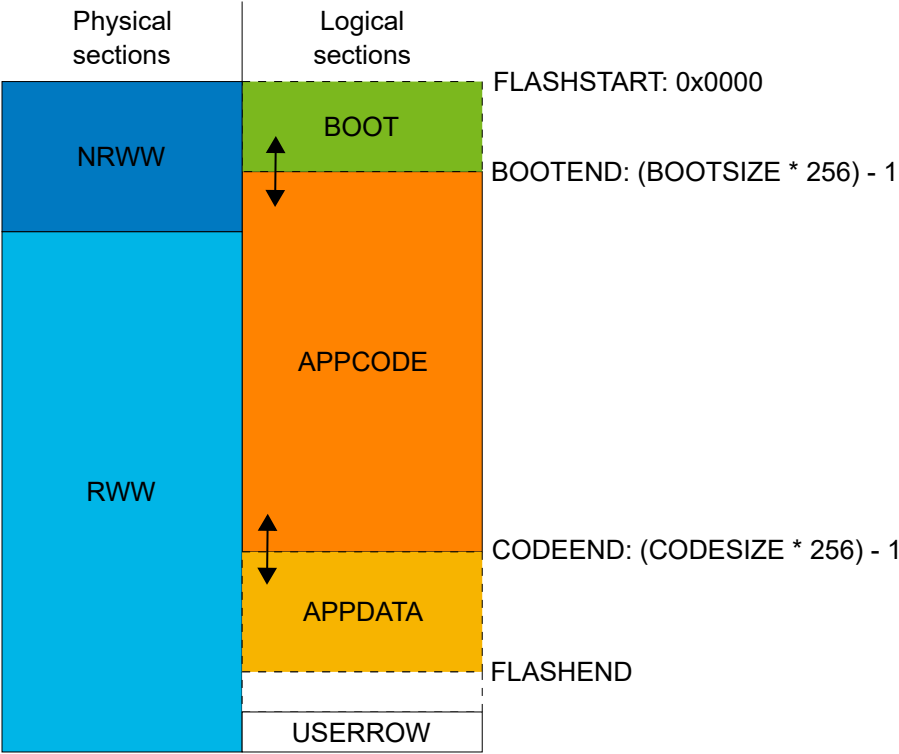 Physical
sections
Logical
sections
FLASHSTART: 0x0000
BOOT
NRWW
BOOTEND: (BOOTSIZE * 256) - 1
APPCODE
RWW
CODEEND: (CODESIZE * 256) - 1
APPDATA
FLASHEND
USERROW